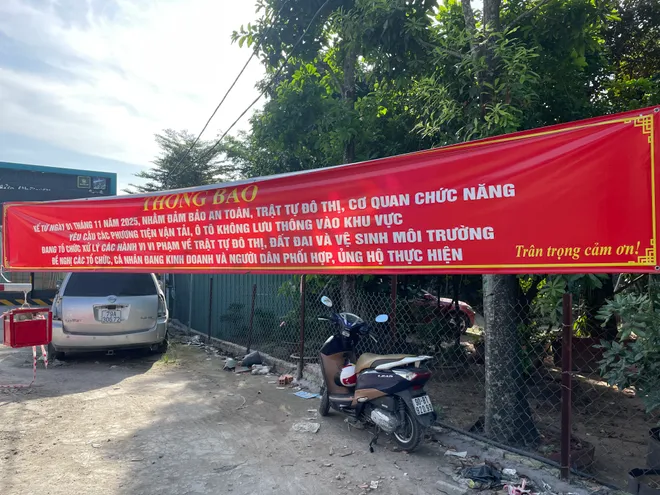 THÔNG BÁO
KỂ TỪ NGÀY 01 THÁNG 11 NĂM 2025, NHẰM ĐẢM BẢO AN TOÀN, TRẬT TỰ ĐÔ THỊ, CƠ QUAN CHỨC NĂNG
YÊU CẦU CÁC PHƯƠNG TIỆN VẬN TẢI, Ô TÔ KHÔNG LƯU THÔNG VÀO KHU VỰC
ĐANG TỔ CHỨC XỬ LÝ CÁC HÀNH VI VI PHẠM VỀ TRẬT TỰ ĐÔ THỊ, ĐẤT ĐAI VÀ VỆ SINH MÔI TRƯỜNG
ĐỀ NGHỊ CÁC TỔ CHỨC, CÁ NHÂN ĐANG KINH DOANH VÀ NGƯỜI DÂN PHỐI HỢP, ỦNG HỘ THỰC HIỆN
Trân trọng cảm ơn!
LEAD